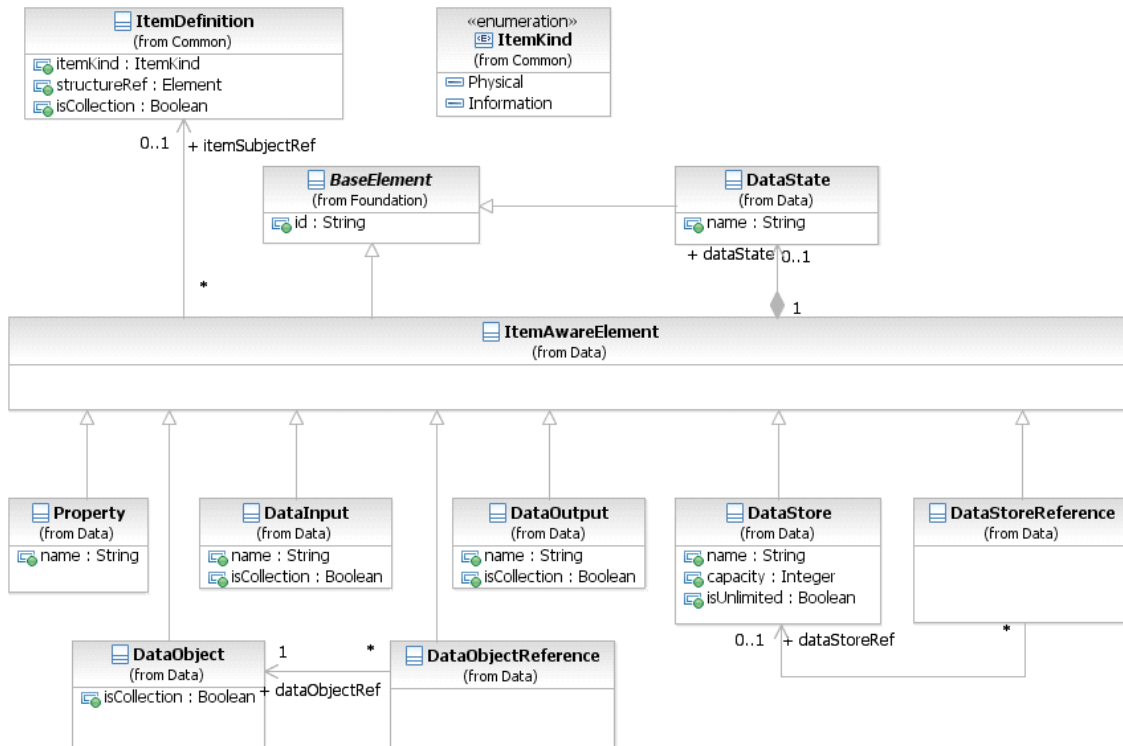 ItemDefinition
(from Common)
itemKind : ItemKind
structureRef : Element
isCollection : Boolean
«enumeration»
ItemKind
(from Common)
Physical
Information
0..1
+ itemSubjectRef
*
BaseElement
(from Foundation)
id : String
DataState
(from Data)
name : String
+ dataState
0..1
1
ItemAwareElement
(from Data)
Property
(from Data)
name : String
DataInput
(from Data)
name : String
isCollection : Boolean
DataOutput
(from Data)
name : String
isCollection : Boolean
DataStore
(from Data)
name : String
capacity : Integer
isUnlimited : Boolean
DataStoreReference
(from Data)
0..1
+ dataStoreRef
*
DataObject
(from Data)
isCollection : Boolean
1
*
+ dataObjectRef
DataObjectReference
(from Data)